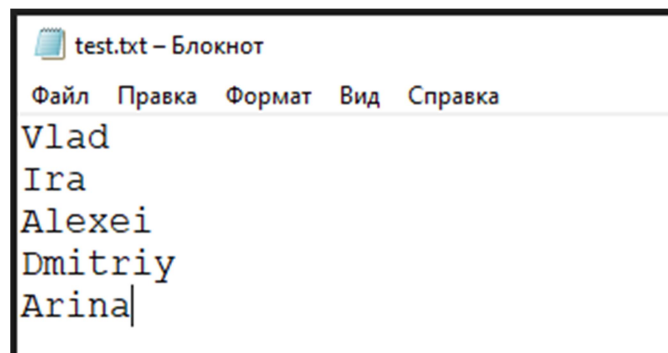 test.txt – Блокнот
Файл Правка Формат Вид Справка
Vlad
Ira
Alexei
Dmitriy
Arina